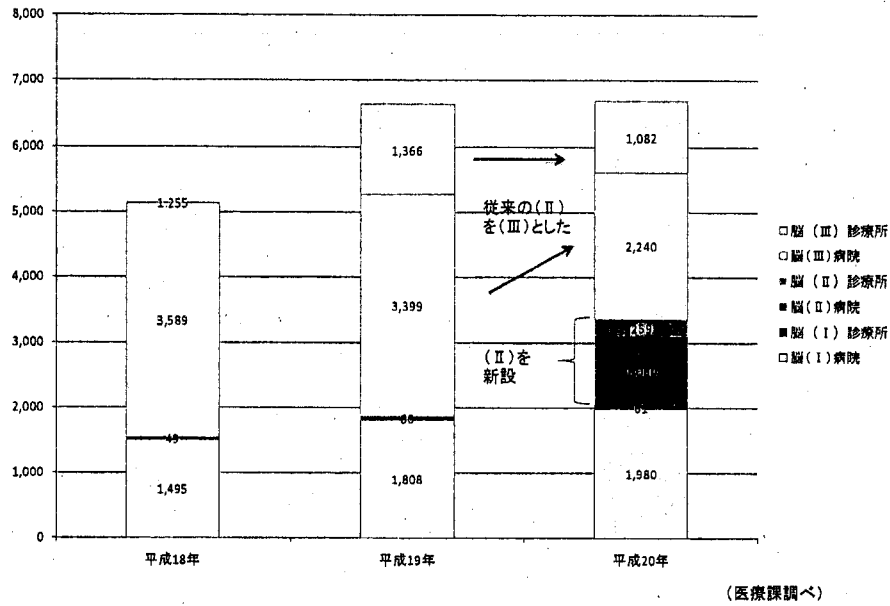 8,000
7,000
6,000
5,000
4,000
3,000
2,000
1,000
0
1,255
3,589
49
1,495
1,366
3,399
1,808
1,082
2,240
259
61
1,980
従来の(Ⅱ)
を(Ⅲ)とした
(Ⅱ)を
新設
平成18年
平成19年
平成20年
脳(Ⅲ)診療所
脳(Ⅲ)病院
脳(Ⅱ)診療所
脳(Ⅱ)病院
脳(Ⅰ)診療所
脳(Ⅰ)病院
(医療課調べ)